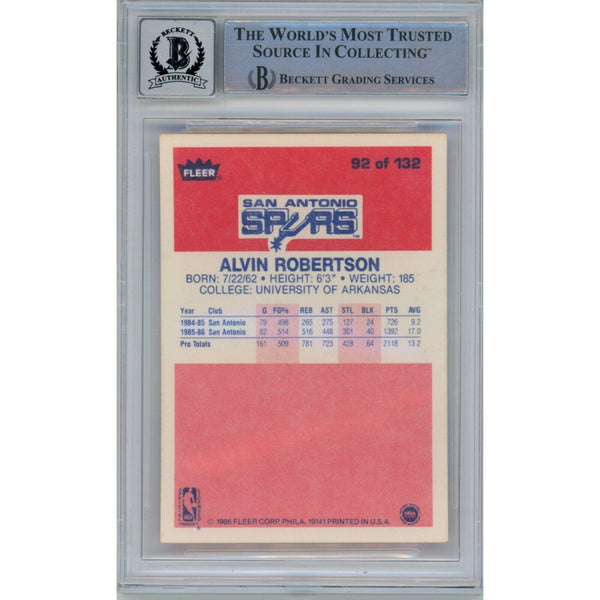 THE WORLD'S MOST TRUSTED
SOURCE IN COLLECTING™
BECKETT GRADING SERVICES
BECKETT
B
AUTHENTIC
B
FLEER
92 of 132
SAN ANTONIO
SPURS
ALVIN ROBERTSON
BORN: 7/22/62 • HEIGHT: 6'3" • WEIGHT: 185
COLLEGE: UNIVERSITY OF ARKANSAS
Year Club G FG% REB AST STL BLK PTS AVG
1984-85 San Antonio 79 498 265 275 127 24 726 9.2
1985-86 San Antonio 82 514 516 448 301 40 1392 17.0
Pro Totals 161 509 781 723 428 64 2118 13.2
NBA
© 1986 FLEER CORP. PHILA. 19141 PRINTED IN U.S.A.
NBA